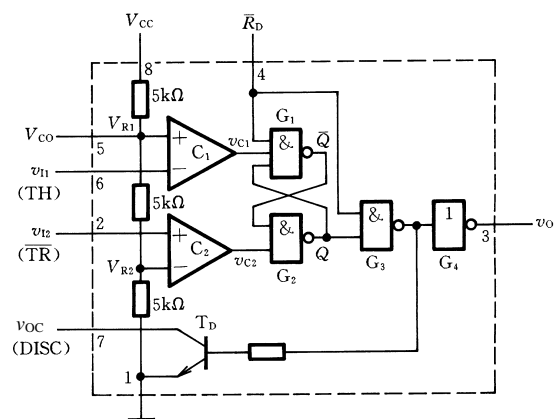 V_CC
R̅_D
8
4
5kΩ
G₁
V_R1
V_CO
5
+
−
C₁
v_C1
&
Q̅
v_I1
(TH)
6
5kΩ
v_I2
(T̅R̅)
2
+
−
C₂
v_C2
&
Q
G₂
&
G₃
1
G₄
3
v_O
V_R2
5kΩ
v_OC
(DISC)
7
T_D
1